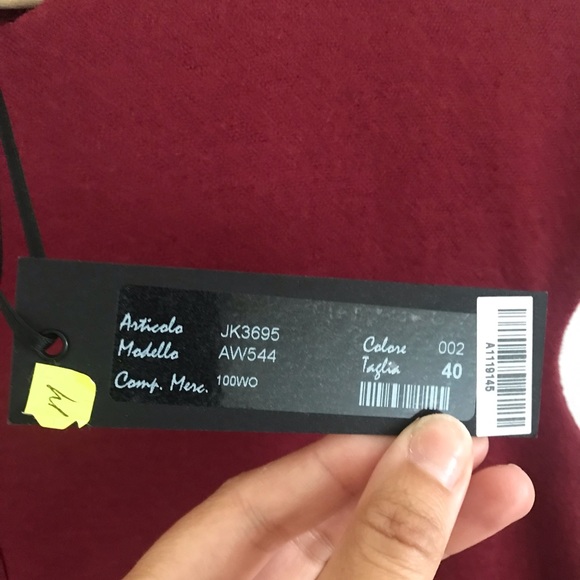 Articolo JK3695
Modello AW544
Comp. Merc. 100WO
Colore 002
Taglia 40
A1119145